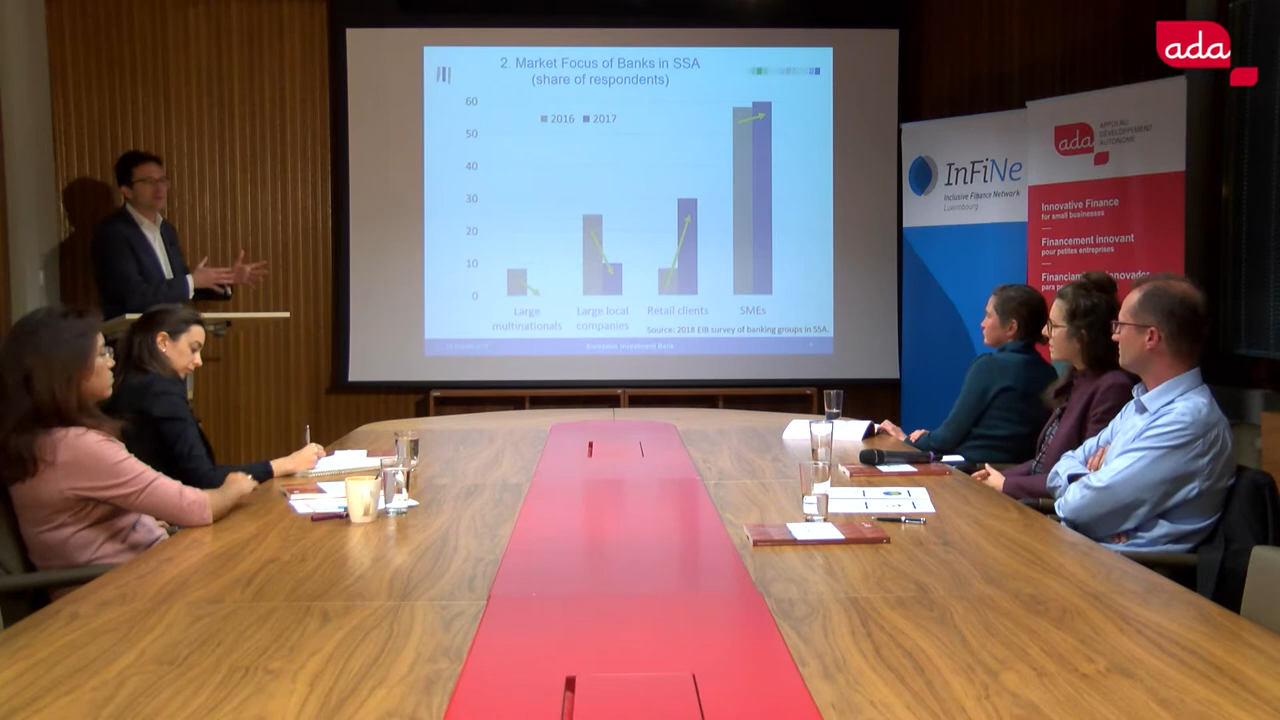 2. Market Focus of Banks in SSA
(share of respondents)
60
50
40
30
20
10
0
2016 2017
Large
multinationals
Large local
companies
Retail clients
SMEs
Source: 2018 EIB survey of banking groups in SSA.
European Investment Bank
InFiNe
Inclusive Finance Network
Luxembourg
ada
APPUI AU
DÉVELOPPEMENT
AUTONOME
Innovative Finance
for small businesses
Financement innovant
pour petites entreprises
ada